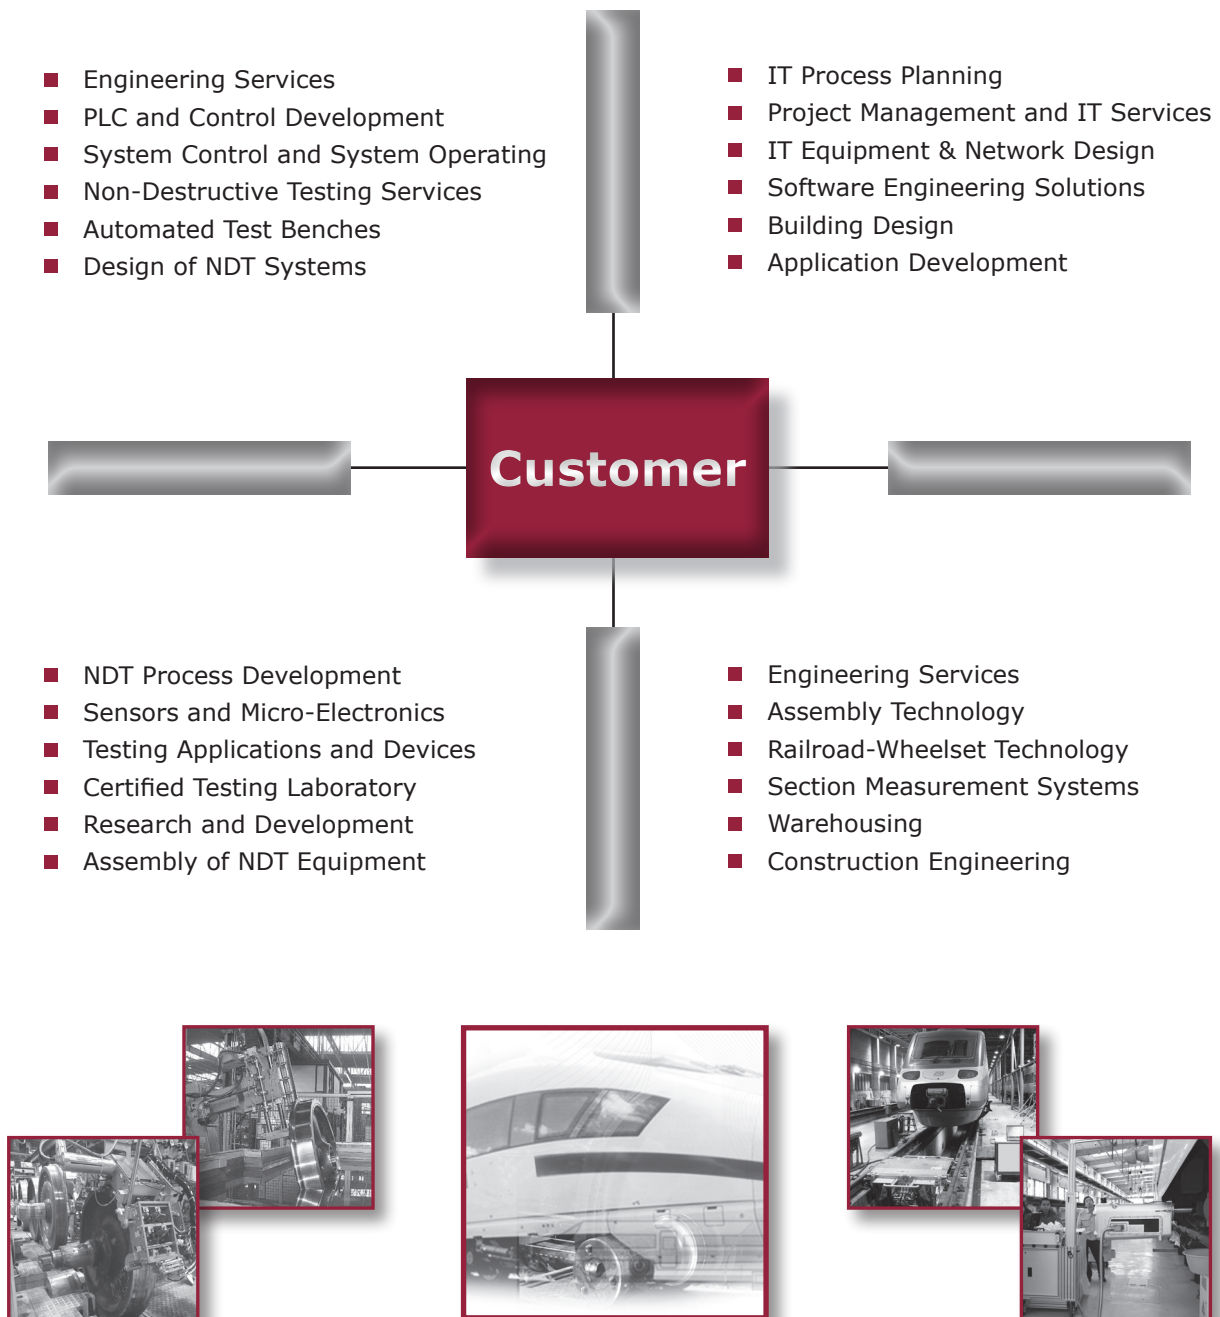 Engineering Services
PLC and Control Development
System Control and System Operating
Non-Destructive Testing Services
Automated Test Benches
Design of NDT Systems
IT Process Planning
Project Management and IT Services
IT Equipment & Network Design
Software Engineering Solutions
Building Design
Application Development
Customer
NDT Process Development
Sensors and Micro-Electronics
Testing Applications and Devices
Certified Testing Laboratory
Research and Development
Assembly of NDT Equipment
Engineering Services
Assembly Technology
Railroad-Wheelset Technology
Section Measurement Systems
Warehousing
Construction Engineering